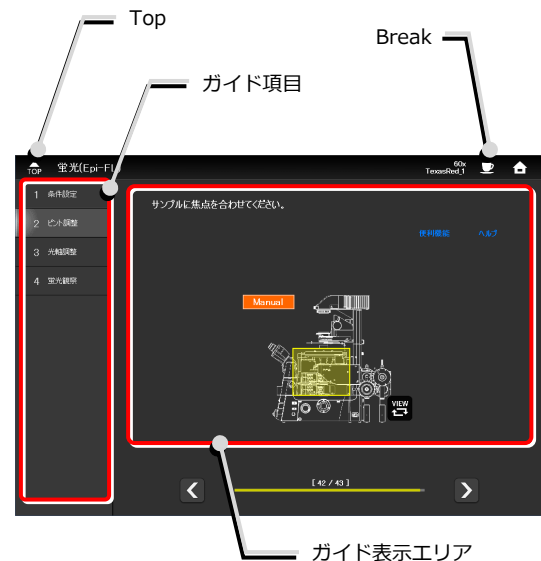 Top
Break
ガイド項目
TOP
蛍光(Epi-FL
60x
TexasRed_1
1 条件設定
2 ピント調整
3 光軸調整
4 蛍光観察
サンプルに焦点を合わせてください。
便利機能 ヘルプ
Manual
VIEW
[ 42 / 43 ]
ガイド表示エリア